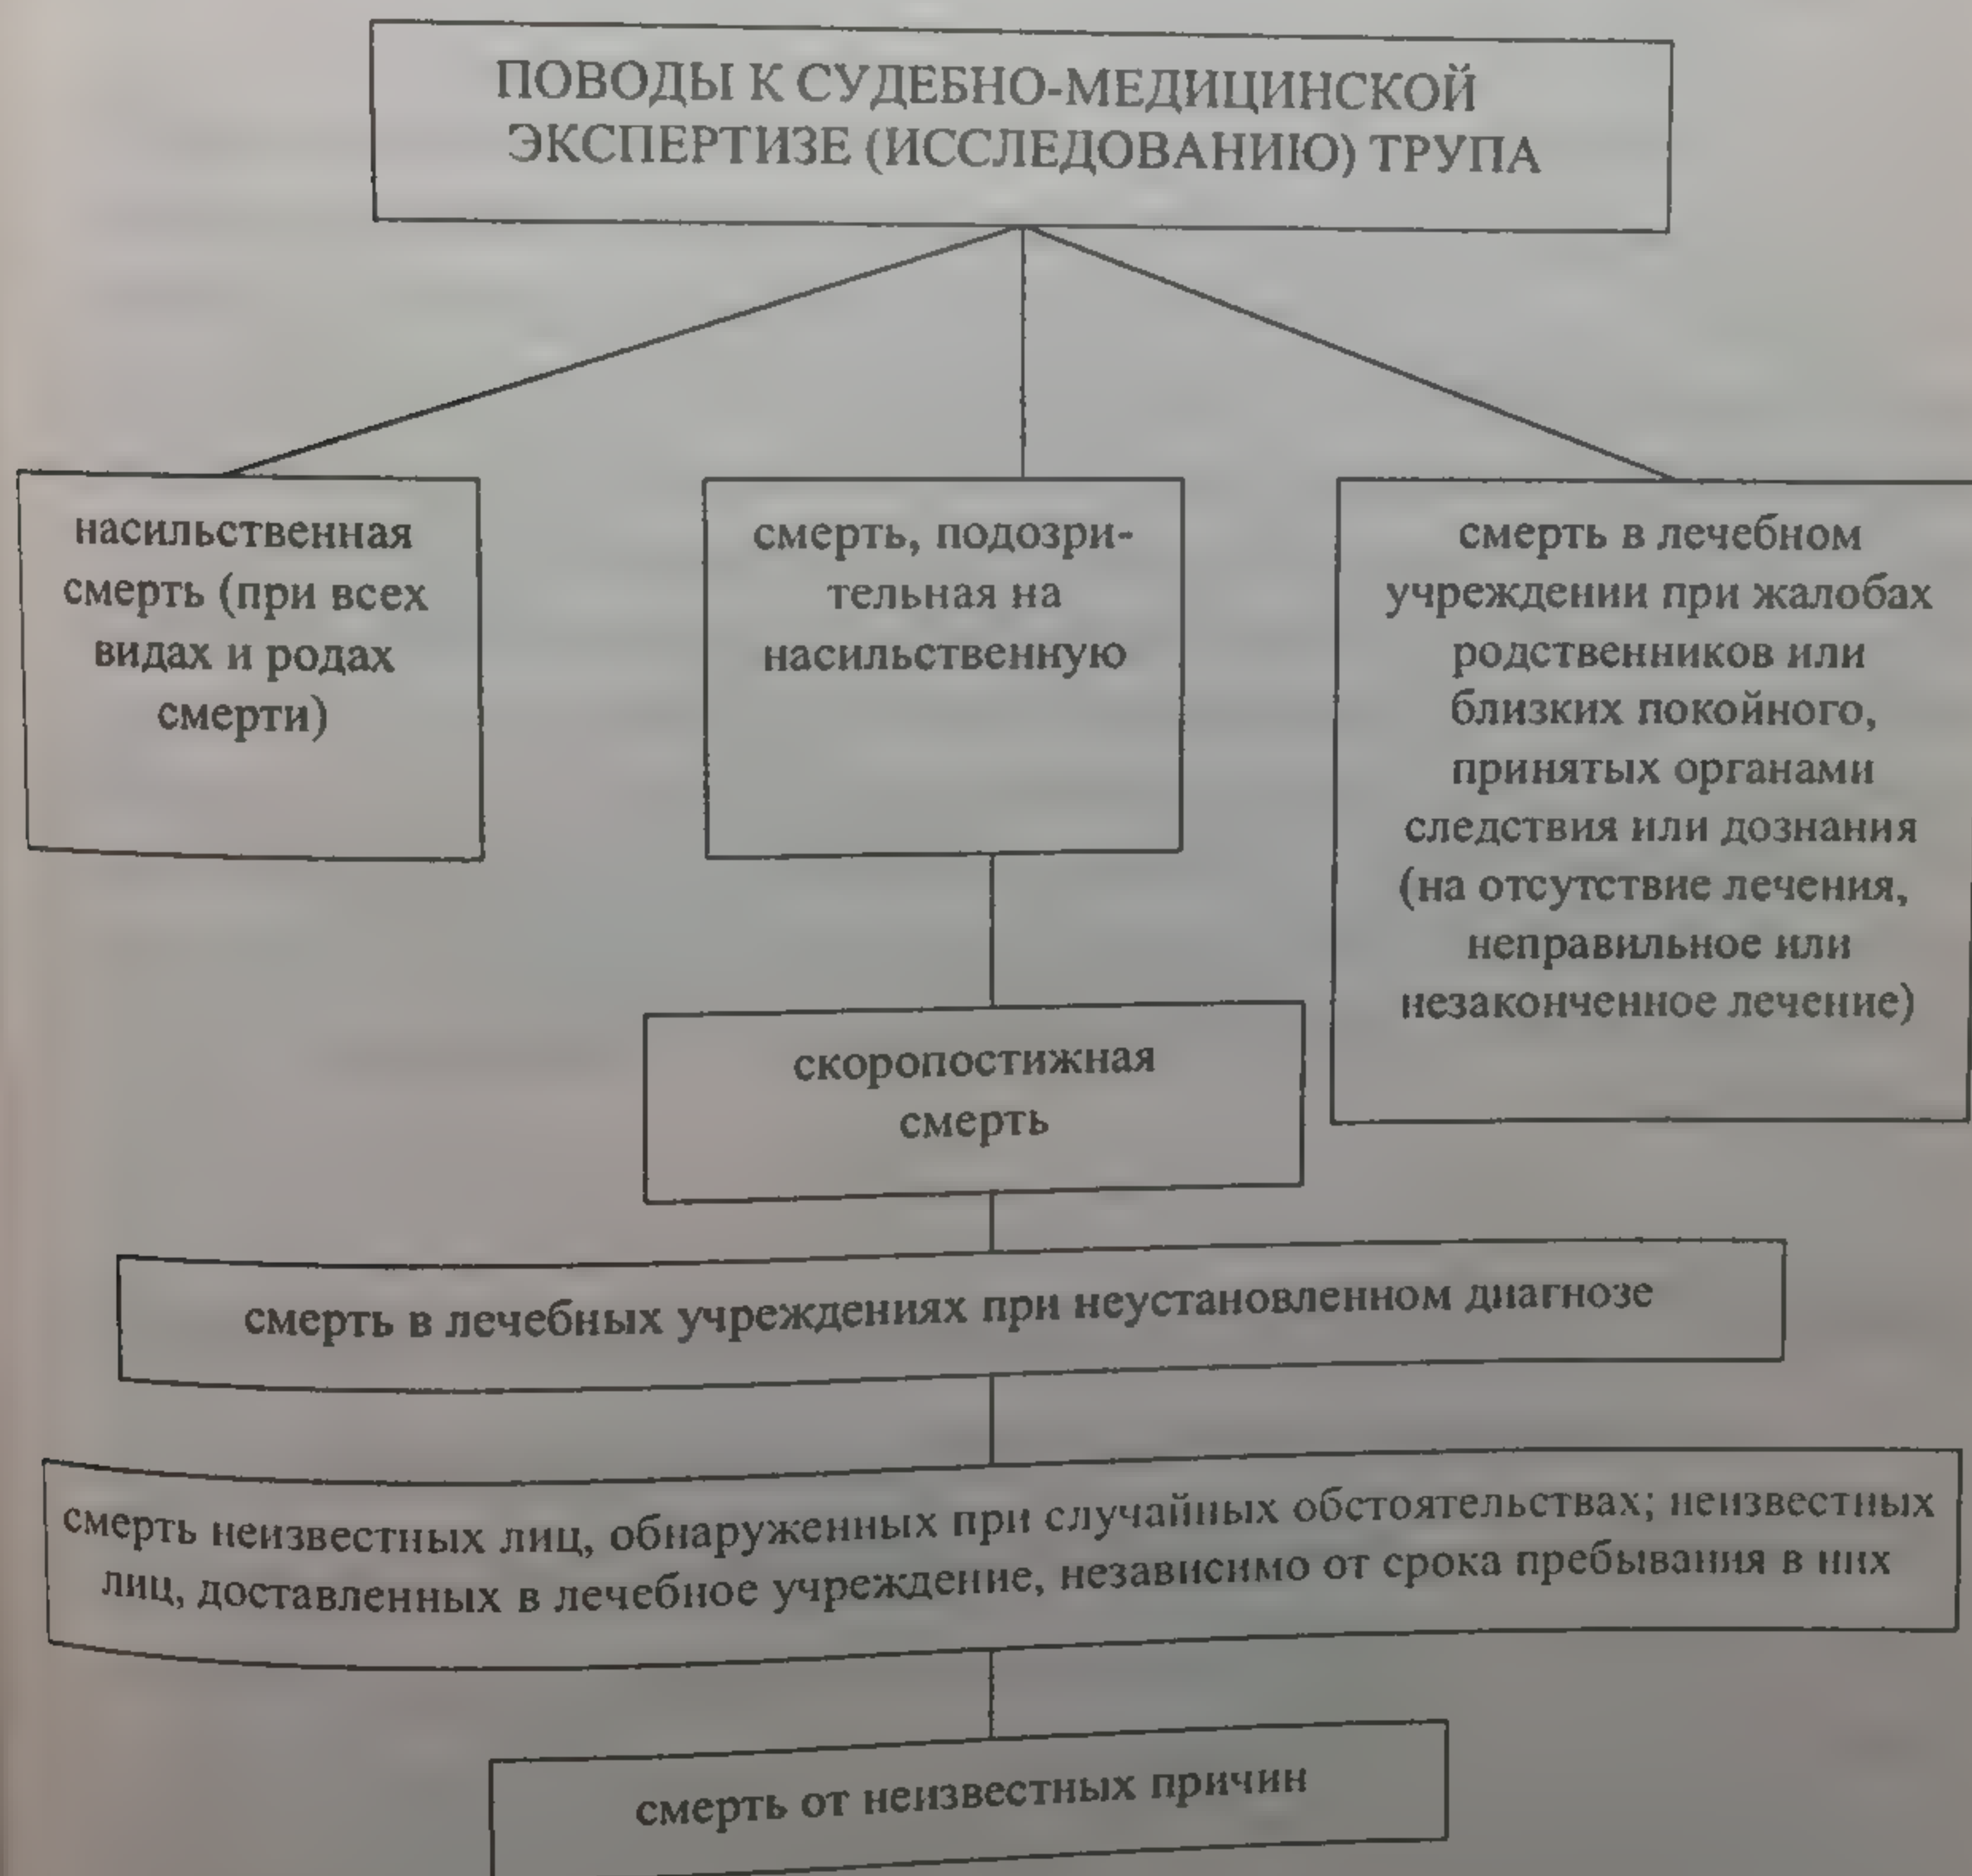 ПОВОДЫ К СУДЕБНО-МЕДИЦИНСКОЙ
ЭКСПЕРТИЗЕ (ИССЛЕДОВАНИЮ) ТРУПА
насильственная
смерть (при всех
видах и родах
смерти)
смерть, подозри-
тельная на
насильственную
смерть в лечебном
учреждении при жалобах
родственников или
близких покойного,
принятых органами
следствия или дознания
(на отсутствие лечения,
неправильное или
незаконченное лечение)
скоропостижная
смерть
смерть в лечебных учреждениях при неустановленном диагнозе
смерть неизвестных лиц, обнаруженных при случайных обстоятельствах; неизвестных
лиц, доставленных в лечебное учреждение, независимо от срока пребывания в них
смерть от неизвестных причин